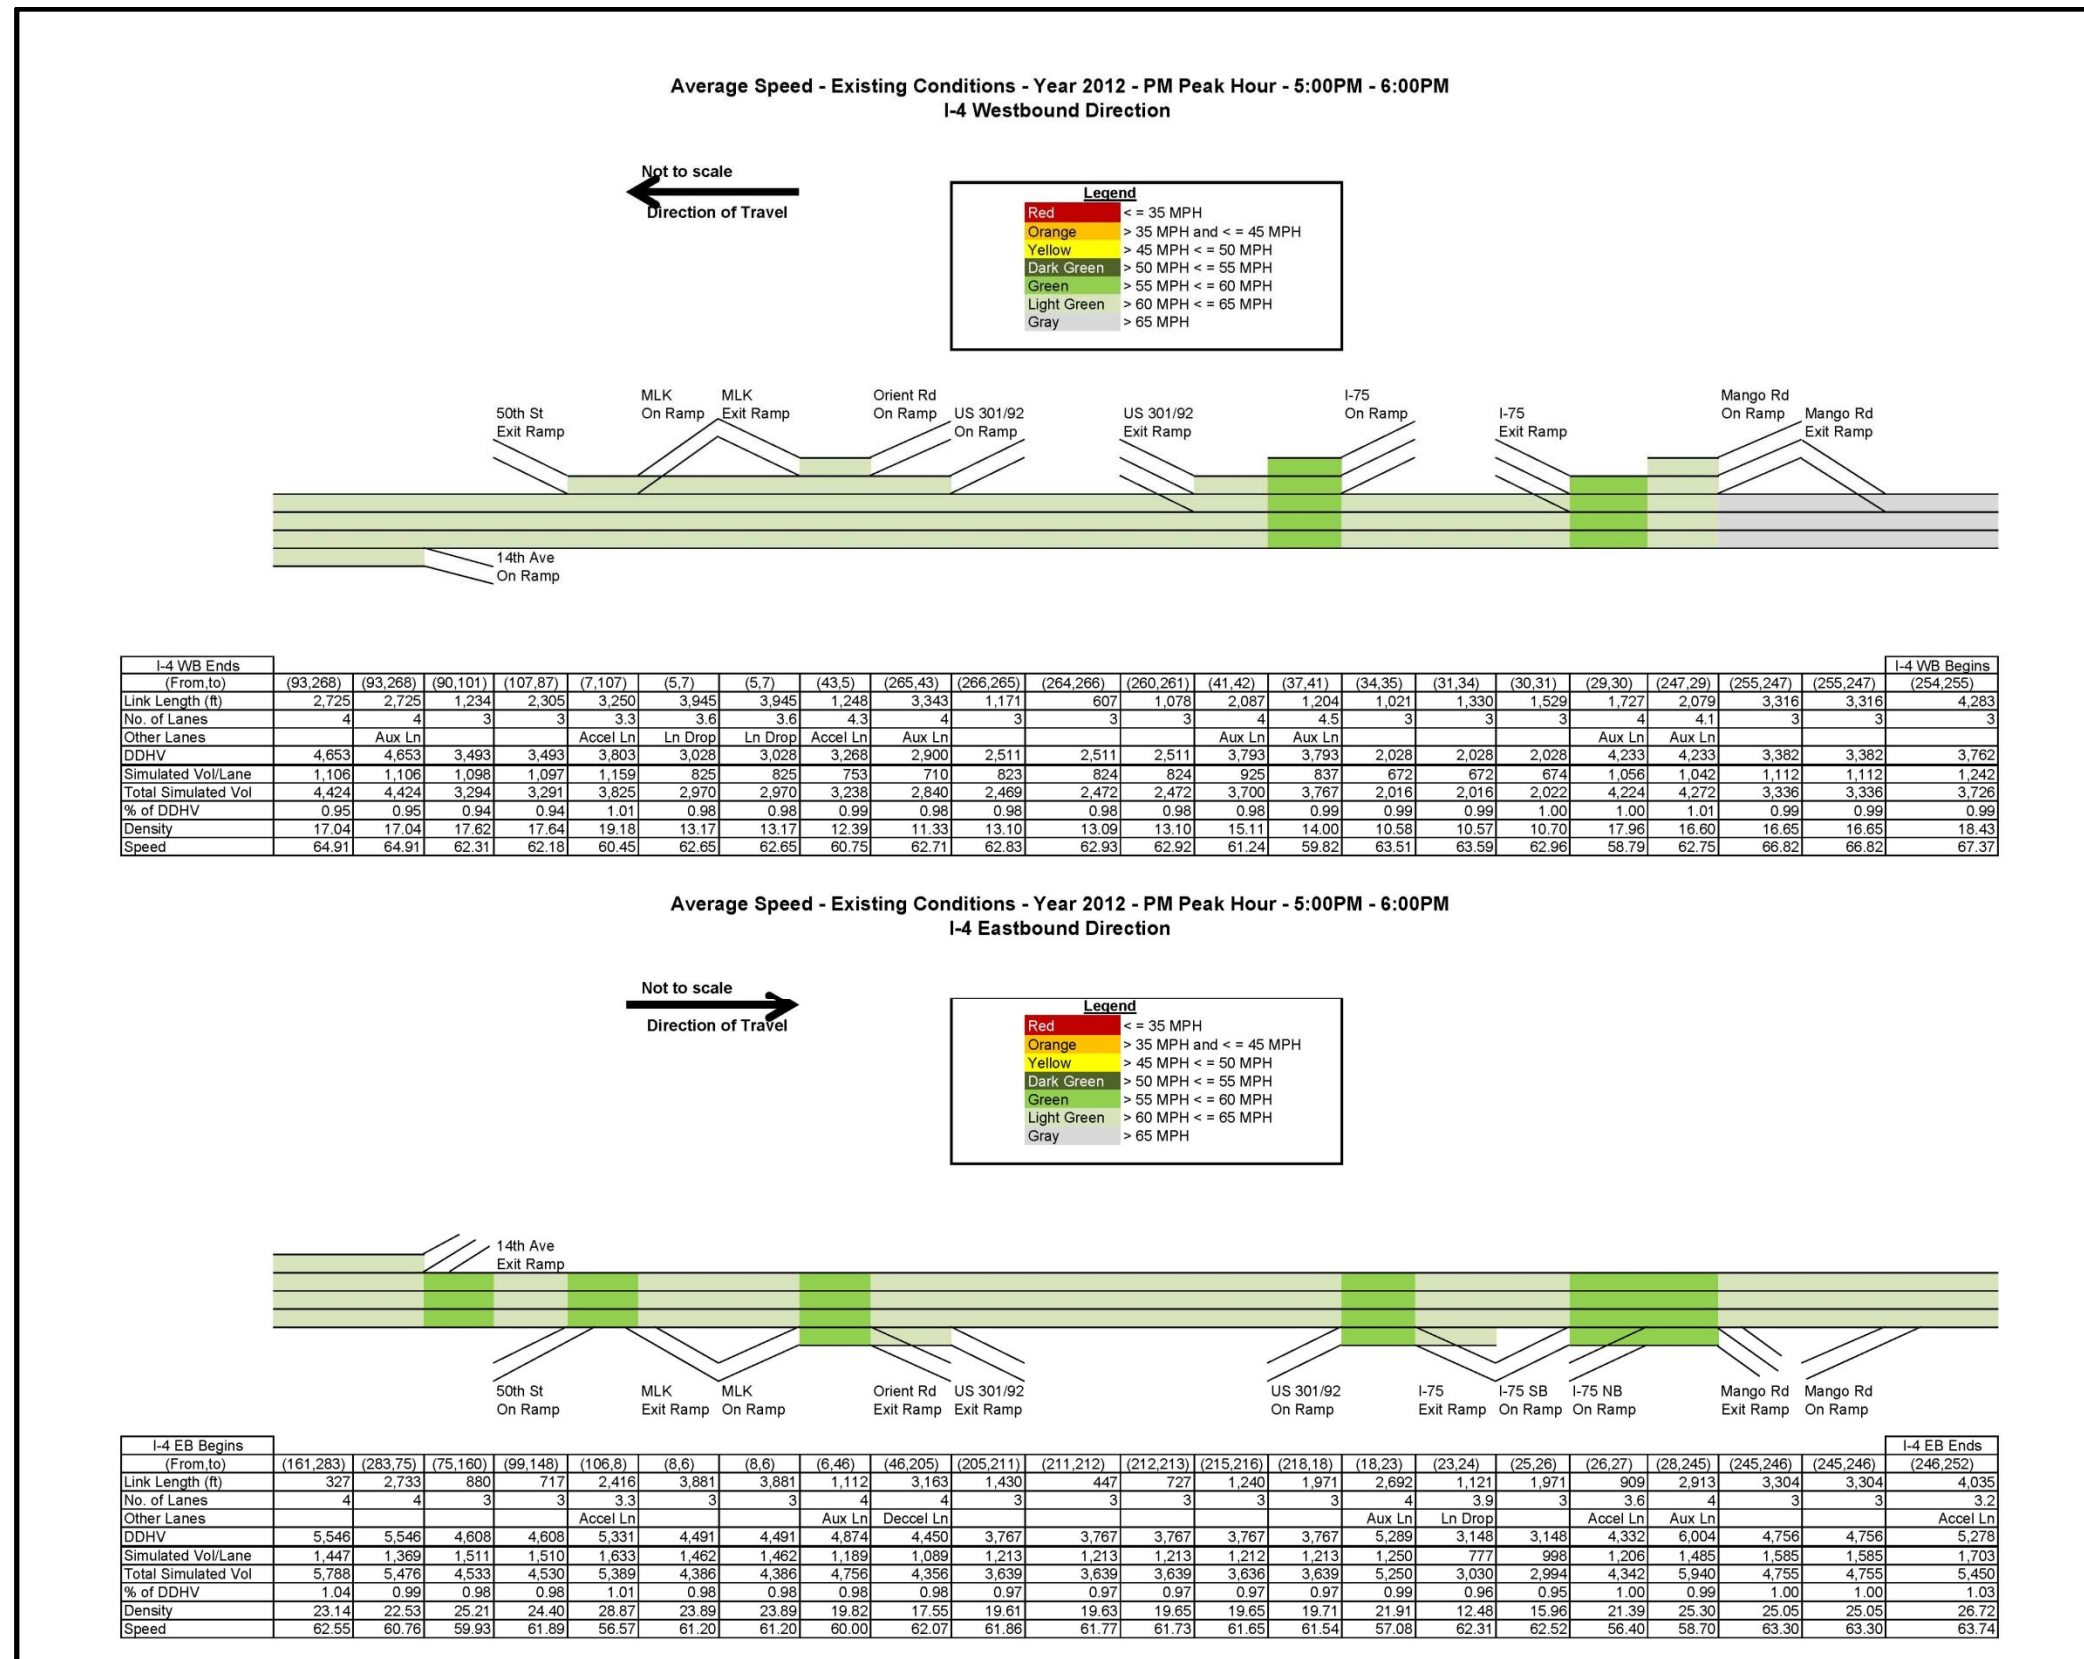 Average Speed - Existing Conditions - Year 2012 - PM Peak Hour - 5:00PM - 6:00PM
I-4 Westbound Direction
Not to scale
Direction of Travel
Legend
Red < = 35 MPH
Orange > 35 MPH and < = 45 MPH
Yellow > 45 MPH < = 50 MPH
Dark Green > 50 MPH < = 55 MPH
Green > 55 MPH < = 60 MPH
Light Green > 60 MPH < = 65 MPH
Gray > 65 MPH
50th St
Exit Ramp
MLK
On Ramp
MLK
Exit Ramp
Orient Rd
On Ramp
US 301/92
On Ramp
US 301/92
Exit Ramp
I-75
On Ramp
I-75
Exit Ramp
Mango Rd
On Ramp
Mango Rd
Exit Ramp
14th Ave
On Ramp
I-4 WB Ends I-4 WB Begins
(From,to) (93,268) (93,268) (90,101) (107,87) (7,107) (5,7) (5,7) (43,5) (265,43) (266,265) (264,266) (260,261) (41,42) (37,41) (34,35) (31,34) (30,31) (29,30) (247,29) (255,247) (255,247) (254,255)
Link Length (ft) 2,725 2,725 1,234 2,305 3,250 3,945 3,945 1,248 3,343 1,171 607 1,078 2,087 1,204 1,021 1,330 1,529 1,727 2,079 3,316 3,316 4,283
No. of Lanes 4 4 3 3 3.3 3.6 3.6 4.3 4 3 3 3 4 4.5 3 3 3 4 4.1 3 3 3
Other Lanes Aux Ln Accel Ln Ln Drop Ln Drop Accel Ln Aux Ln Aux Ln Aux Ln Aux Ln Aux Ln
DDHV 4,653 4,653 3,493 3,493 3,803 3,028 3,028 3,268 2,900 2,511 2,511 2,511 3,793 3,793 2,028 2,028 2,028 4,233 4,233 3,382 3,382 3,762
Simulated Vol/Lane 1,106 1,106 1,098 1,097 1,159 825 825 753 710 823 824 824 925 837 672 672 674 1,056 1,042 1,112 1,112 1,242
Total Simulated Vol 4,424 4,424 3,294 3,291 3,825 2,970 2,970 3,238 2,840 2,469 2,472 2,472 3,700 3,767 2,016 2,016 2,022 4,224 4,272 3,336 3,336 3,726
% of DDHV 0.95 0.95 0.94 0.94 1.01 0.98 0.98 0.99 0.98 0.98 0.98 0.98 0.98 0.99 0.99 0.99 1.00 1.00 1.01 0.99 0.99 0.99
Density 17.04 17.04 17.62 17.64 19.18 13.17 13.17 12.39 11.33 13.10 13.09 13.10 15.11 14.00 10.58 10.57 10.70 17.96 16.60 16.65 16.65 18.43
Speed 64.91 64.91 62.31 62.18 60.45 62.65 62.65 60.75 62.71 62.83 62.93 62.92 61.24 59.82 63.51 63.59 62.96 58.79 62.75 66.82 66.82 67.37
Average Speed - Existing Conditions - Year 2012 - PM Peak Hour - 5:00PM - 6:00PM
I-4 Eastbound Direction
Not to scale
Direction of Travel
Legend
Red < = 35 MPH
Orange > 35 MPH and < = 45 MPH
Yellow > 45 MPH < = 50 MPH
Dark Green > 50 MPH < = 55 MPH
Green > 55 MPH < = 60 MPH
Light Green > 60 MPH < = 65 MPH
Gray > 65 MPH
14th Ave
Exit Ramp
50th St
On Ramp
MLK
Exit Ramp
MLK
On Ramp
Orient Rd
Exit Ramp
US 301/92
Exit Ramp
US 301/92
On Ramp
I-75
Exit Ramp
I-75 SB
On Ramp
I-75 NB
On Ramp
Mango Rd
Exit Ramp
Mango Rd
On Ramp
I-4 EB Begins I-4 EB Ends
(From,to) (161,283) (283,75) (75,160) (99,148) (106,8) (8,6) (8,6) (6,46) (46,205) (205,211) (211,212) (212,213) (215,216) (218,18) (18,23) (23,24) (25,26) (26,27) (28,245) (245,246) (245,246) (246,252)
Link Length (ft) 327 2,733 880 717 2,416 3,881 3,881 1,112 3,163 1,430 447 727 1,240 1,971 2,692 1,121 1,971 909 2,913 3,304 3,304 4,035
No. of Lanes 4 4 3 3 3.3 3 3 4 4 3 3 3 3 3 4 3.9 3 3.6 4 3 3 3.2
Other Lanes Accel Ln Aux Ln Deccel Ln Aux Ln Ln Drop Accel Ln Aux Ln Accel Ln
DDHV 5,546 5,546 4,608 4,608 5,331 4,491 4,491 4,874 4,450 3,767 3,767 3,767 3,767 3,767 5,289 3,148 3,148 4,332 6,004 4,756 4,756 5,278
Simulated Vol/Lane 1,447 1,369 1,511 1,510 1,633 1,462 1,462 1,189 1,089 1,213 1,213 1,213 1,212 1,213 1,250 777 998 1,206 1,485 1,585 1,585 1,703
Total Simulated Vol 5,788 5,476 4,533 4,530 5,389 4,386 4,386 4,756 4,356 3,639 3,639 3,639 3,636 3,639 5,250 3,030 2,994 4,342 5,940 4,755 4,755 5,450
% of DDHV 1.04 0.99 0.98 0.98 1.01 0.98 0.98 0.98 0.98 0.97 0.97 0.97 0.97 0.97 0.99 0.96 0.95 1.00 0.99 1.00 1.00 1.03
Density 23.14 22.53 25.21 24.40 28.87 23.89 23.89 19.82 17.55 19.61 19.63 19.65 19.65 19.71 21.91 12.48 15.96 21.39 25.30 25.05 25.05 26.72
Speed 62.55 60.76 59.93 61.89 56.57 61.20 61.20 60.00 62.07 61.86 61.77 61.73 61.65 61.54 57.08 62.31 62.52 56.40 58.70 63.30 63.30 63.74